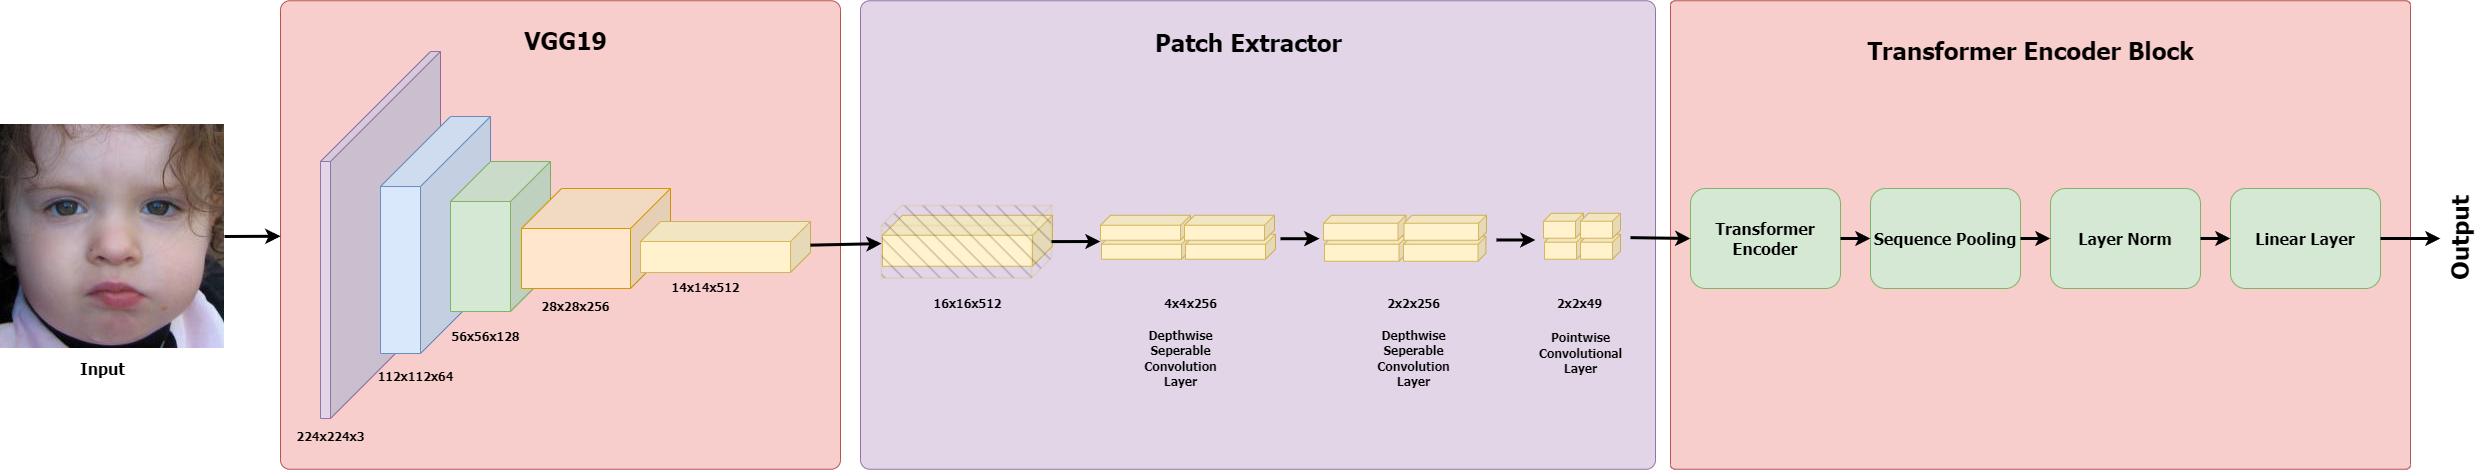 Input
VGG19
224x224x3
112x112x64
56x56x128
28x28x256
14x14x512
Patch Extractor
16x16x512
4x4x256
Depthwise
Seperable
Convolution
Layer
2x2x256
Depthwise
Seperable
Convolution
Layer
2x2x49
Pointwise
Convolutional
Layer
Transformer Encoder Block
Transformer
Encoder
Sequence Pooling
Layer Norm
Linear Layer
Output